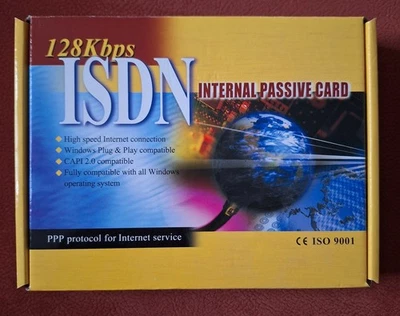 128Kbps
ISDN
INTERNAL PASSIVE CARD
High speed Internet connection
Windows Plug & Play compatible
CAPI 2.0 compatible
Fully compatible with all Windows
operating system
PPP protocol for Internet service
CE ISO 9001